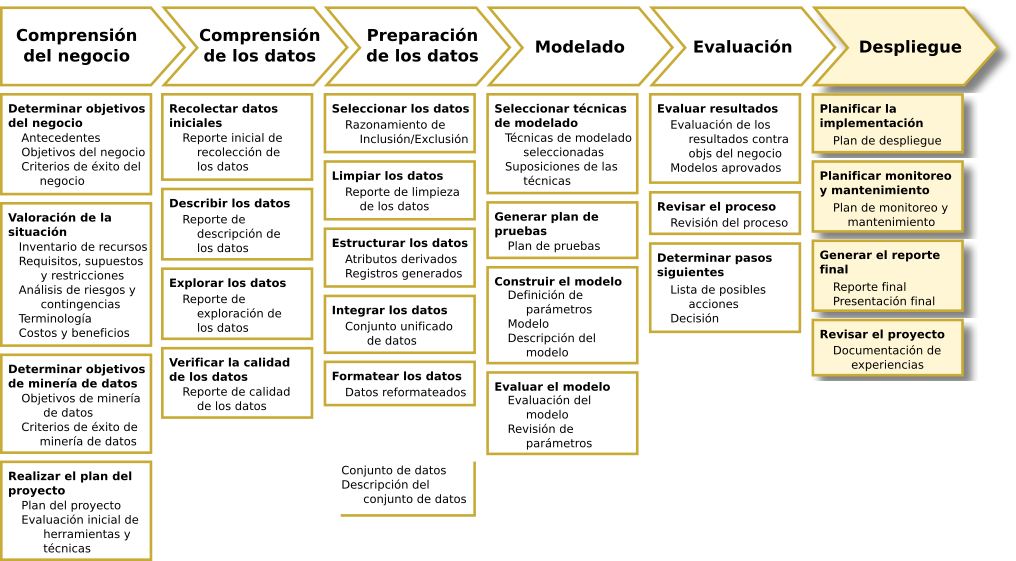 Comprensión
del negocio
Comprensión
de los datos
Preparación
de los datos
Modelado
Evaluación
Despliegue
Determinar objetivos
del negocio
Antecedentes
Objetivos del negocio
Criterios de éxito del
negocio
Valoración de la
situación
Inventario de recursos
Requisitos, supuestos
y restricciones
Análisis de riesgos y
contingencias
Terminología
Costos y beneficios
Determinar objetivos
de minería de datos
Objetivos de minería
de datos
Criterios de éxito de
minería de datos
Realizar el plan del
proyecto
Plan del proyecto
Evaluación inicial de
herramientas y
técnicas
Recolectar datos
iniciales
Reporte inicial de
recolección de
los datos
Describir los datos
Reporte de
descripción de
los datos
Explorar los datos
Reporte de
exploración de
los datos
Verificar la calidad
de los datos
Reporte de calidad
de los datos
Seleccionar los datos
Razonamiento de
Inclusión/Exclusión
Limpiar los datos
Reporte de limpieza
de los datos
Estructurar los datos
Atributos derivados
Registros generados
Integrar los datos
Conjunto unificado
de datos
Formatear los datos
Datos reformateados
Conjunto de datos
Descripción del
conjunto de datos
Seleccionar técnicas
de modelado
Técnicas de modelado
seleccionadas
Suposiciones de las
técnicas
Generar plan de
pruebas
Plan de pruebas
Construir el modelo
Definición de
parámetros
Modelo
Descripción del
modelo
Evaluar el modelo
Evaluación del
modelo
Revisión de
parámetros
Evaluar resultados
Evaluación de los
resultados contra
objs del negocio
Modelos aprovados
Revisar el proceso
Revisión del proceso
Determinar pasos
siguientes
Lista de posibles
acciones
Decisión
Planificar la
implementación
Plan de despliegue
Planificar monitoreo
y mantenimiento
Plan de monitoreo y
mantenimiento
Generar el reporte
final
Reporte final
Presentación final
Revisar el proyecto
Documentación de
experiencias